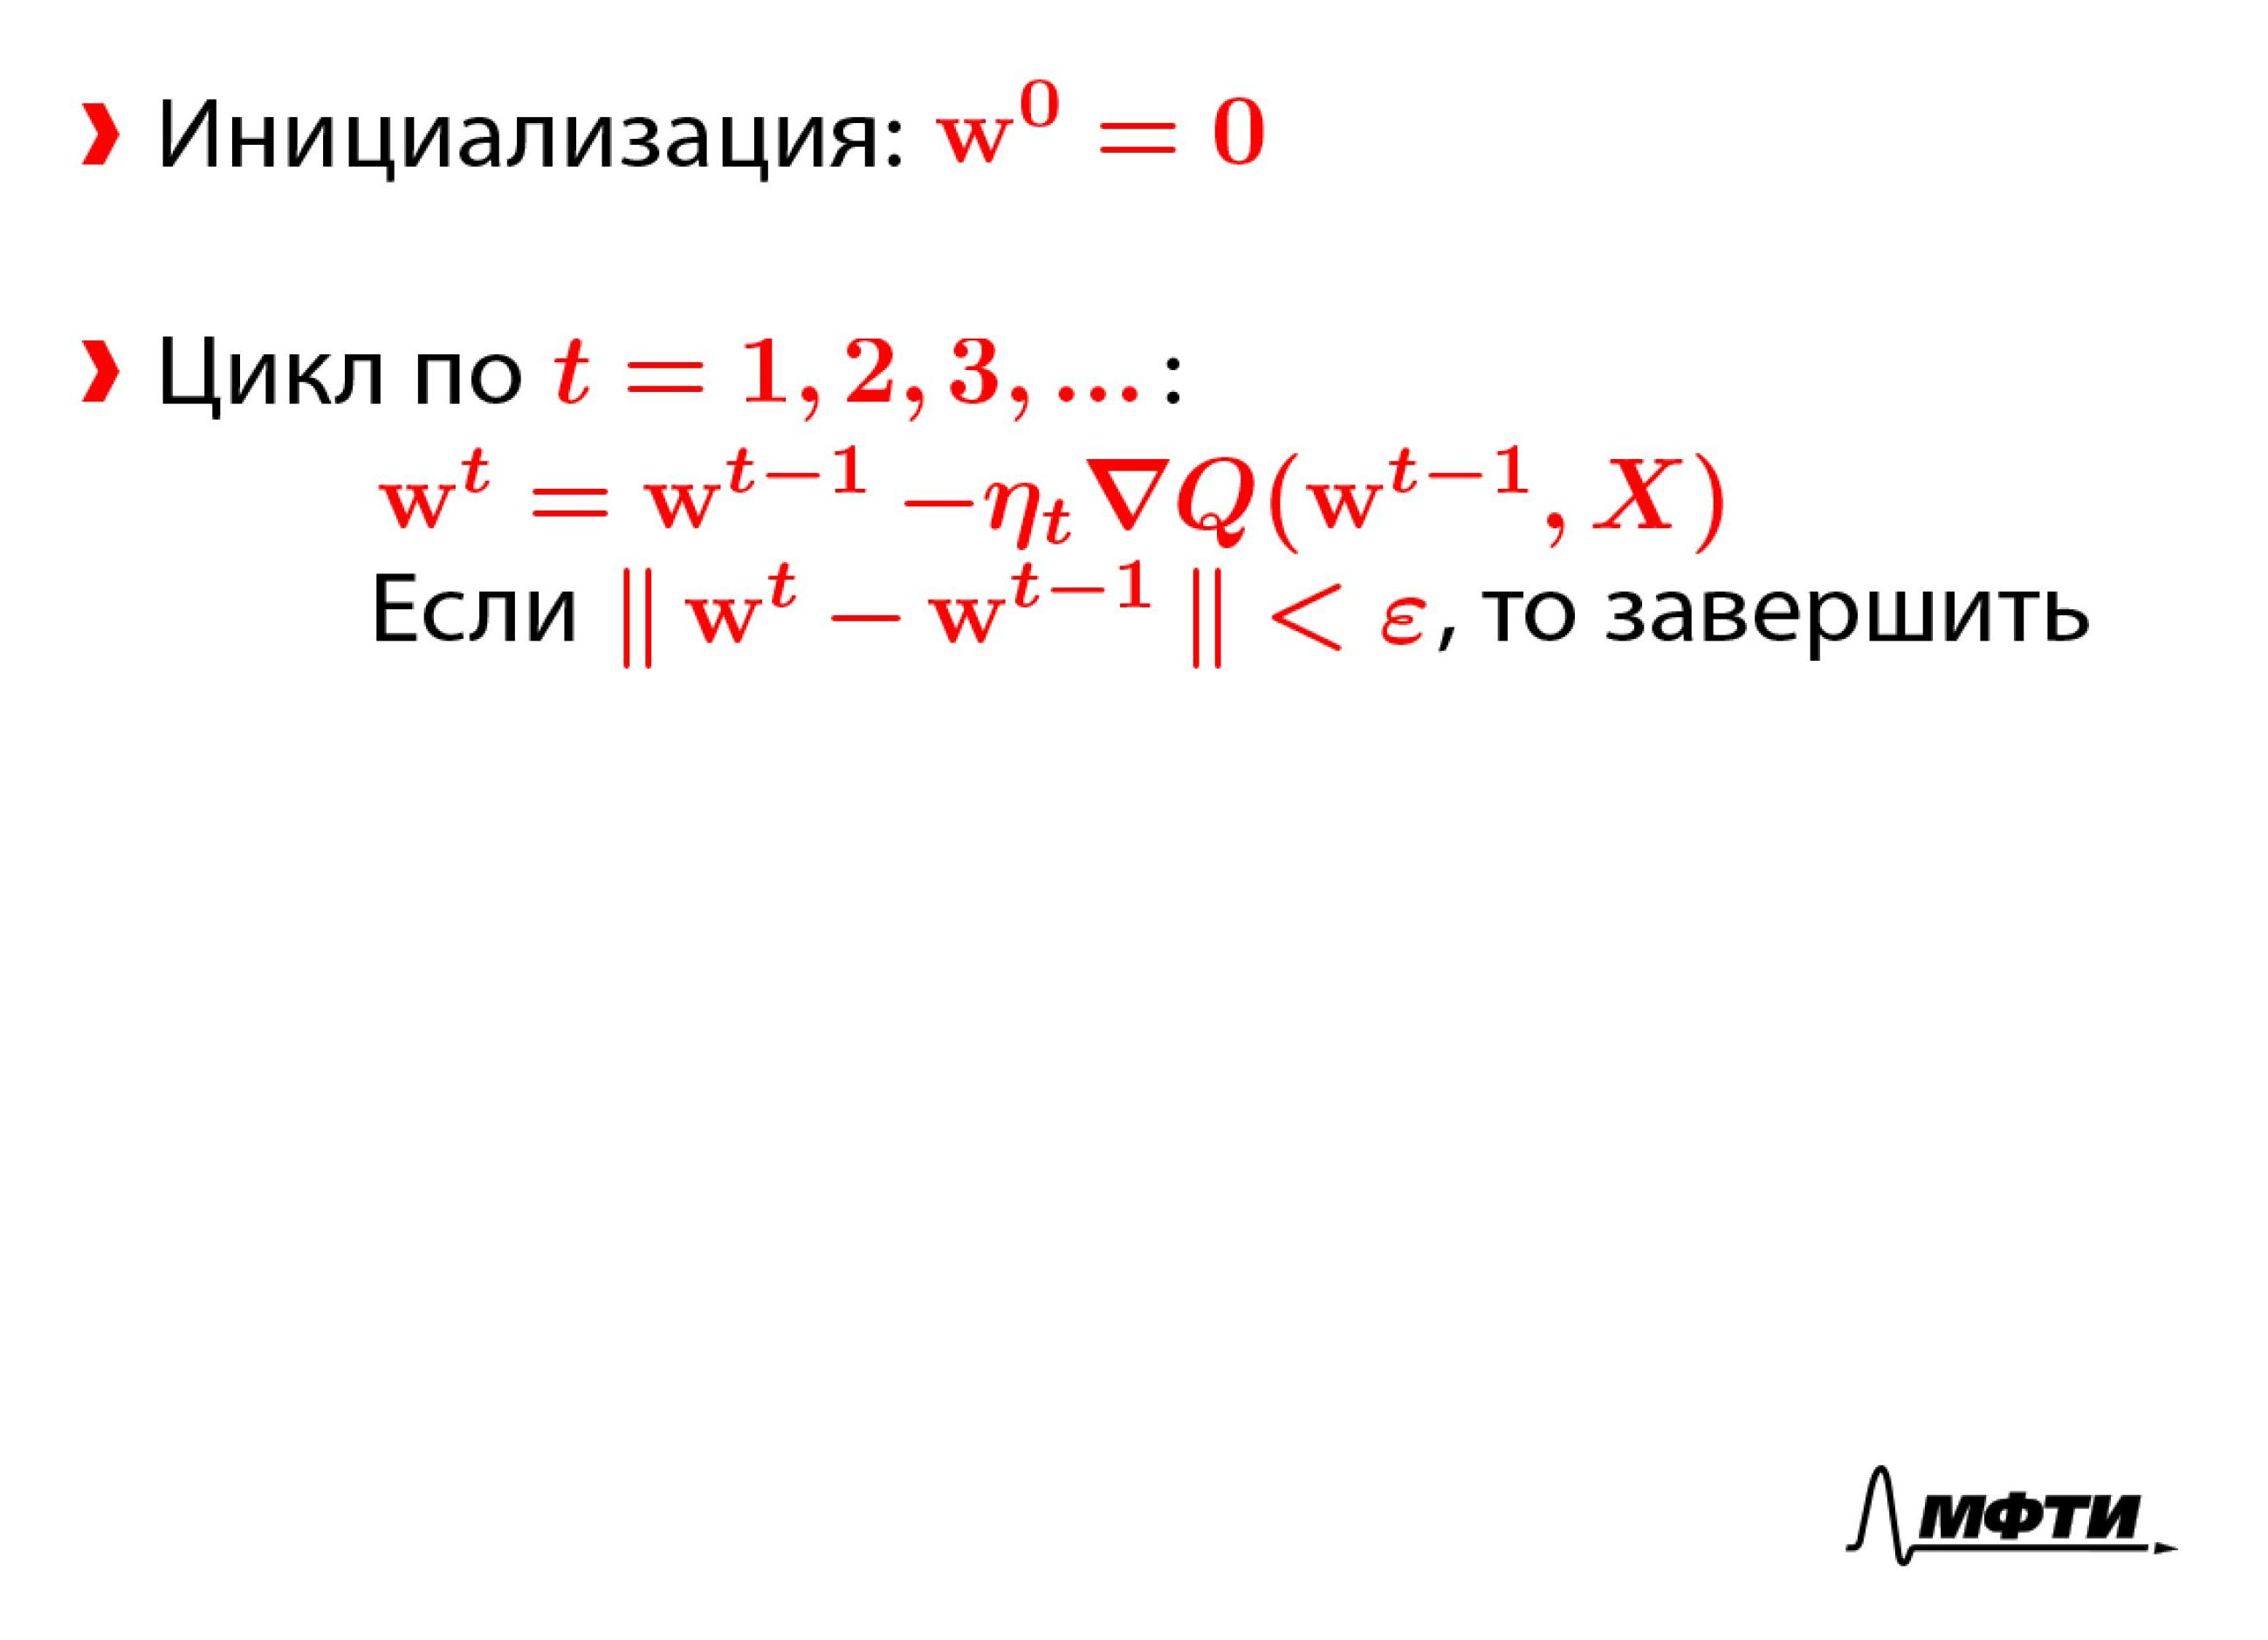 Инициализация: w⁰ = 0
Цикл по t = 1, 2, 3, ... :
wᵗ = wᵗ⁻¹ −ηₜ∇Q(wᵗ⁻¹, X)
Если ‖ wᵗ − wᵗ⁻¹ ‖ < ε, то завершить
МФТИ